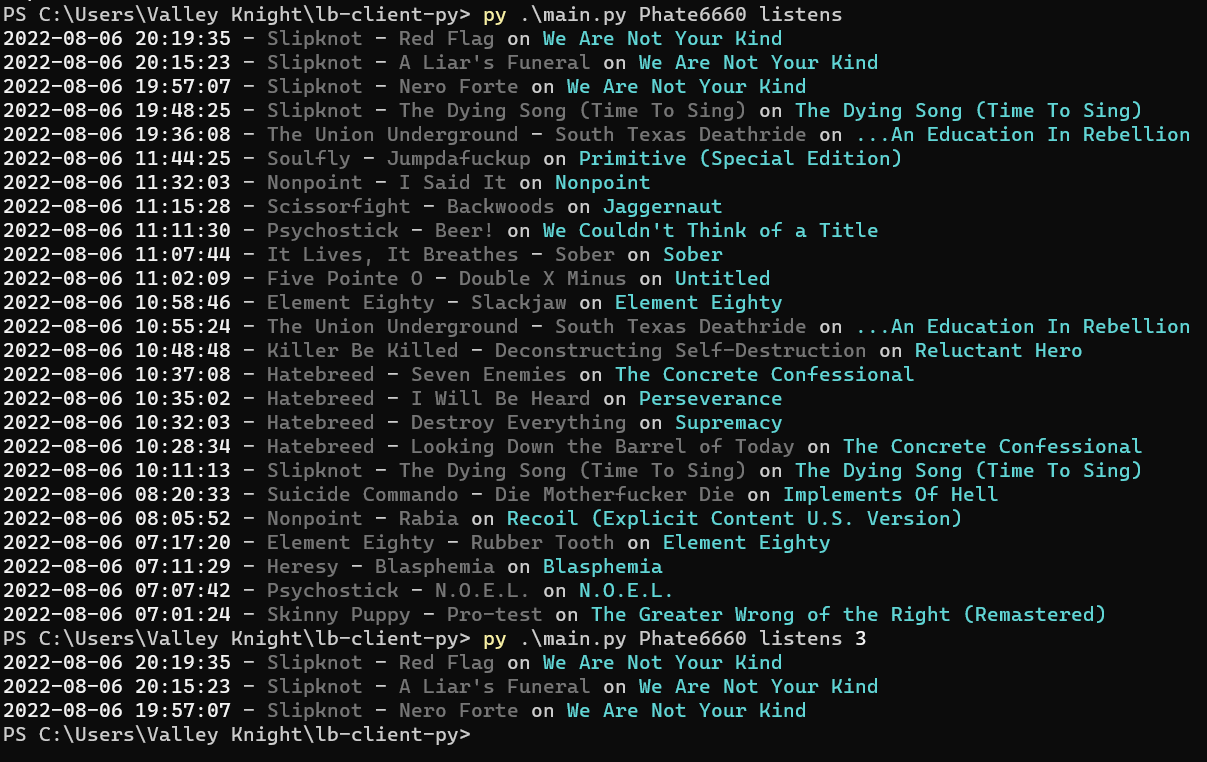 PS C:\Users\Valley Knight\lb-client-py> py .\main.py Phate6660 listens
2022-08-06 20:19:35 - Slipknot - Red Flag on We Are Not Your Kind
2022-08-06 20:15:23 - Slipknot - A Liar's Funeral on We Are Not Your Kind
2022-08-06 19:57:07 - Slipknot - Nero Forte on We Are Not Your Kind
2022-08-06 19:48:25 - Slipknot - The Dying Song (Time To Sing) on The Dying Song (Time To Sing)
2022-08-06 19:36:08 - The Union Underground - South Texas Deathride on ...An Education In Rebellion
2022-08-06 11:44:25 - Soulfly - Jumpdafuckup on Primitive (Special Edition)
2022-08-06 11:32:03 - Nonpoint - I Said It on Nonpoint
2022-08-06 11:15:28 - Scissorfight - Backwoods on Jaggernaut
2022-08-06 11:11:30 - Psychostick - Beer! on We Couldn't Think of a Title
2022-08-06 11:07:44 - It Lives, It Breathes - Sober on Sober
2022-08-06 11:02:09 - Five Pointe O - Double X Minus on Untitled
2022-08-06 10:58:46 - Element Eighty - Slackjaw on Element Eighty
2022-08-06 10:55:24 - The Union Underground - South Texas Deathride on ...An Education In Rebellion
2022-08-06 10:48:48 - Killer Be Killed - Deconstructing Self-Destruction on Reluctant Hero
2022-08-06 10:37:08 - Hatebreed - Seven Enemies on The Concrete Confessional
2022-08-06 10:35:02 - Hatebreed - I Will Be Heard on Perseverance
2022-08-06 10:32:03 - Hatebreed - Destroy Everything on Supremacy
2022-08-06 10:28:34 - Hatebreed - Looking Down the Barrel of Today on The Concrete Confessional
2022-08-06 10:11:13 - Slipknot - The Dying Song (Time To Sing) on The Dying Song (Time To Sing)
2022-08-06 08:20:33 - Suicide Commando - Die Motherfucker Die on Implements Of Hell
2022-08-06 08:05:52 - Nonpoint - Rabia on Recoil (Explicit Content U.S. Version)
2022-08-06 07:17:20 - Element Eighty - Rubber Tooth on Element Eighty
2022-08-06 07:11:29 - Heresy - Blasphemia on Blasphemia
2022-08-06 07:07:42 - Psychostick - N.O.E.L. on N.O.E.L.
2022-08-06 07:01:24 - Skinny Puppy - Pro-test on The Greater Wrong of the Right (Remastered)
PS C:\Users\Valley Knight\lb-client-py> py .\main.py Phate6660 listens 3
2022-08-06 20:19:35 - Slipknot - Red Flag on We Are Not Your Kind
2022-08-06 20:15:23 - Slipknot - A Liar's Funeral on We Are Not Your Kind
2022-08-06 19:57:07 - Slipknot - Nero Forte on We Are Not Your Kind
PS C:\Users\Valley Knight\lb-client-py>